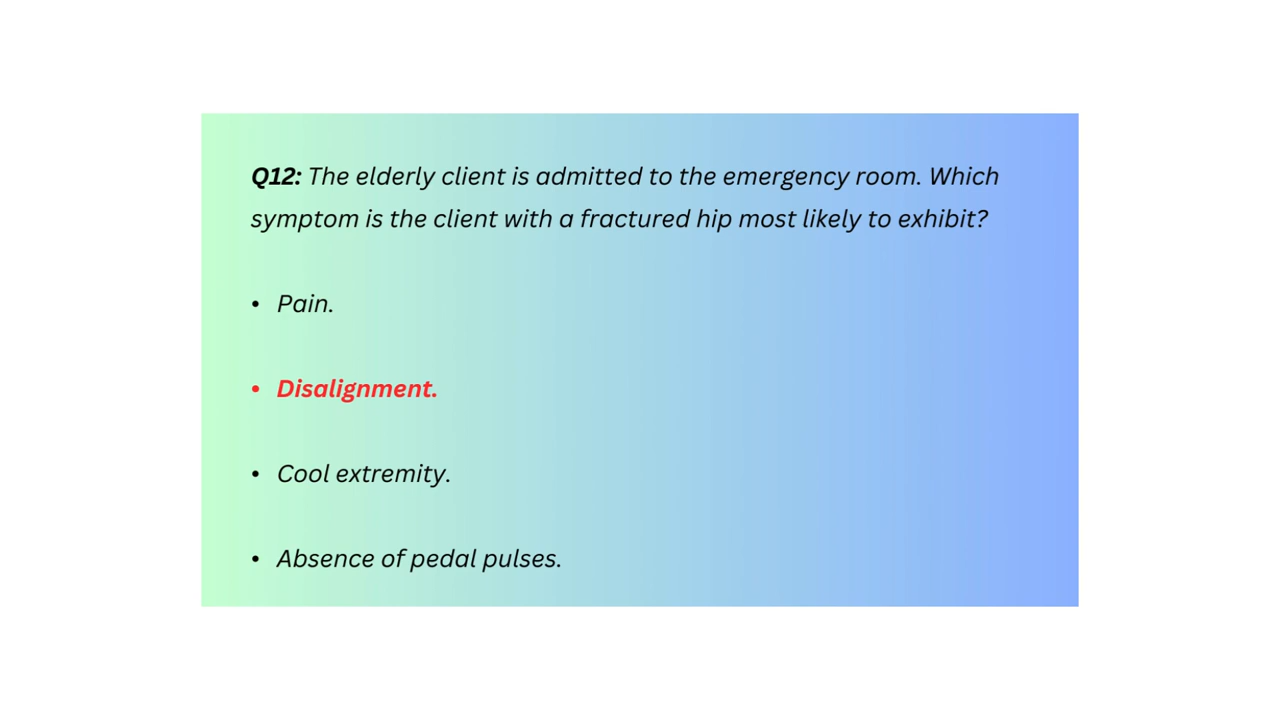 Q12: The elderly client is admitted to the emergency room. Which
symptom is the client with a fractured hip most likely to exhibit?
• Pain.
• Disalignment.
• Cool extremity.
• Absence of pedal pulses.